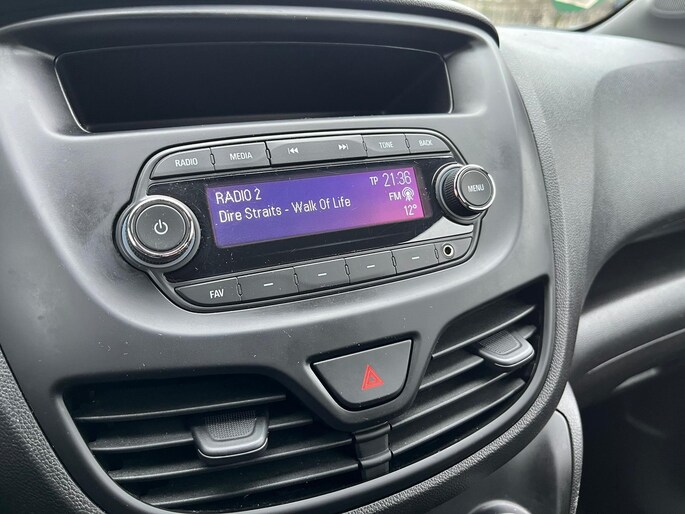 RADIO MEDIA TONE BACK
RADIO 2 TP 21:36
Dire Straits - Walk Of Life FM
12°
MENU
FAV